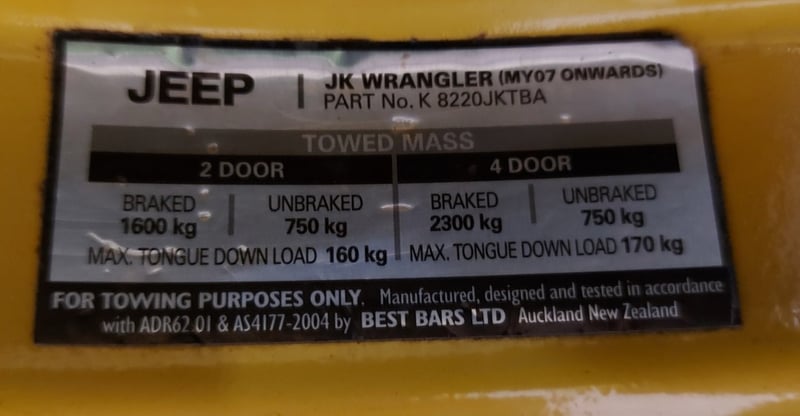 JEEP | JK WRANGLER (MY07 ONWARDS)
PART No. K 8220JKTBA
TOWED MASS
2 DOOR 4 DOOR
BRAKED UNBRAKED BRAKED UNBRAKED
1600 kg 750 kg 2300 kg 750 kg
MAX. TONGUE DOWN LOAD 160 kg MAX. TONGUE DOWN LOAD 170 kg
FOR TOWING PURPOSES ONLY. Manufactured, designed and tested in accordance
with ADR62 01 & AS4177-2004 by BEST BARS LTD Auckland New Zealand